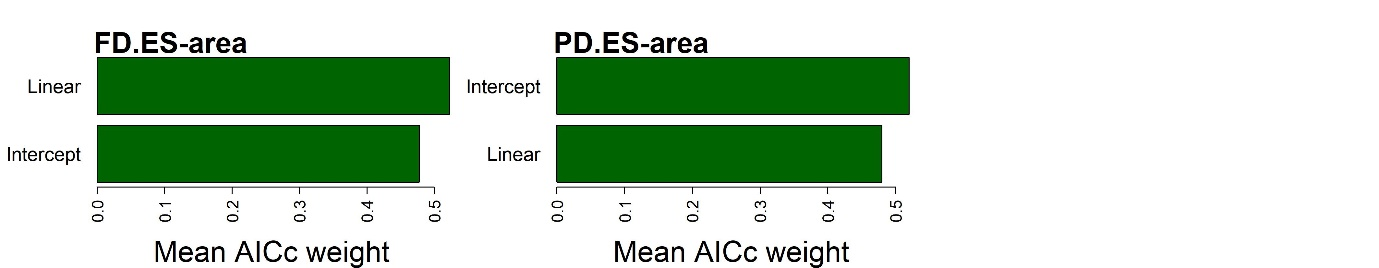 FD.ES-area
Linear
Intercept
0.0 0.1 0.2 0.3 0.4 0.5
Mean AICc weight
PD.ES-area
Intercept
Linear
0.0 0.1 0.2 0.3 0.4 0.5
Mean AICc weight